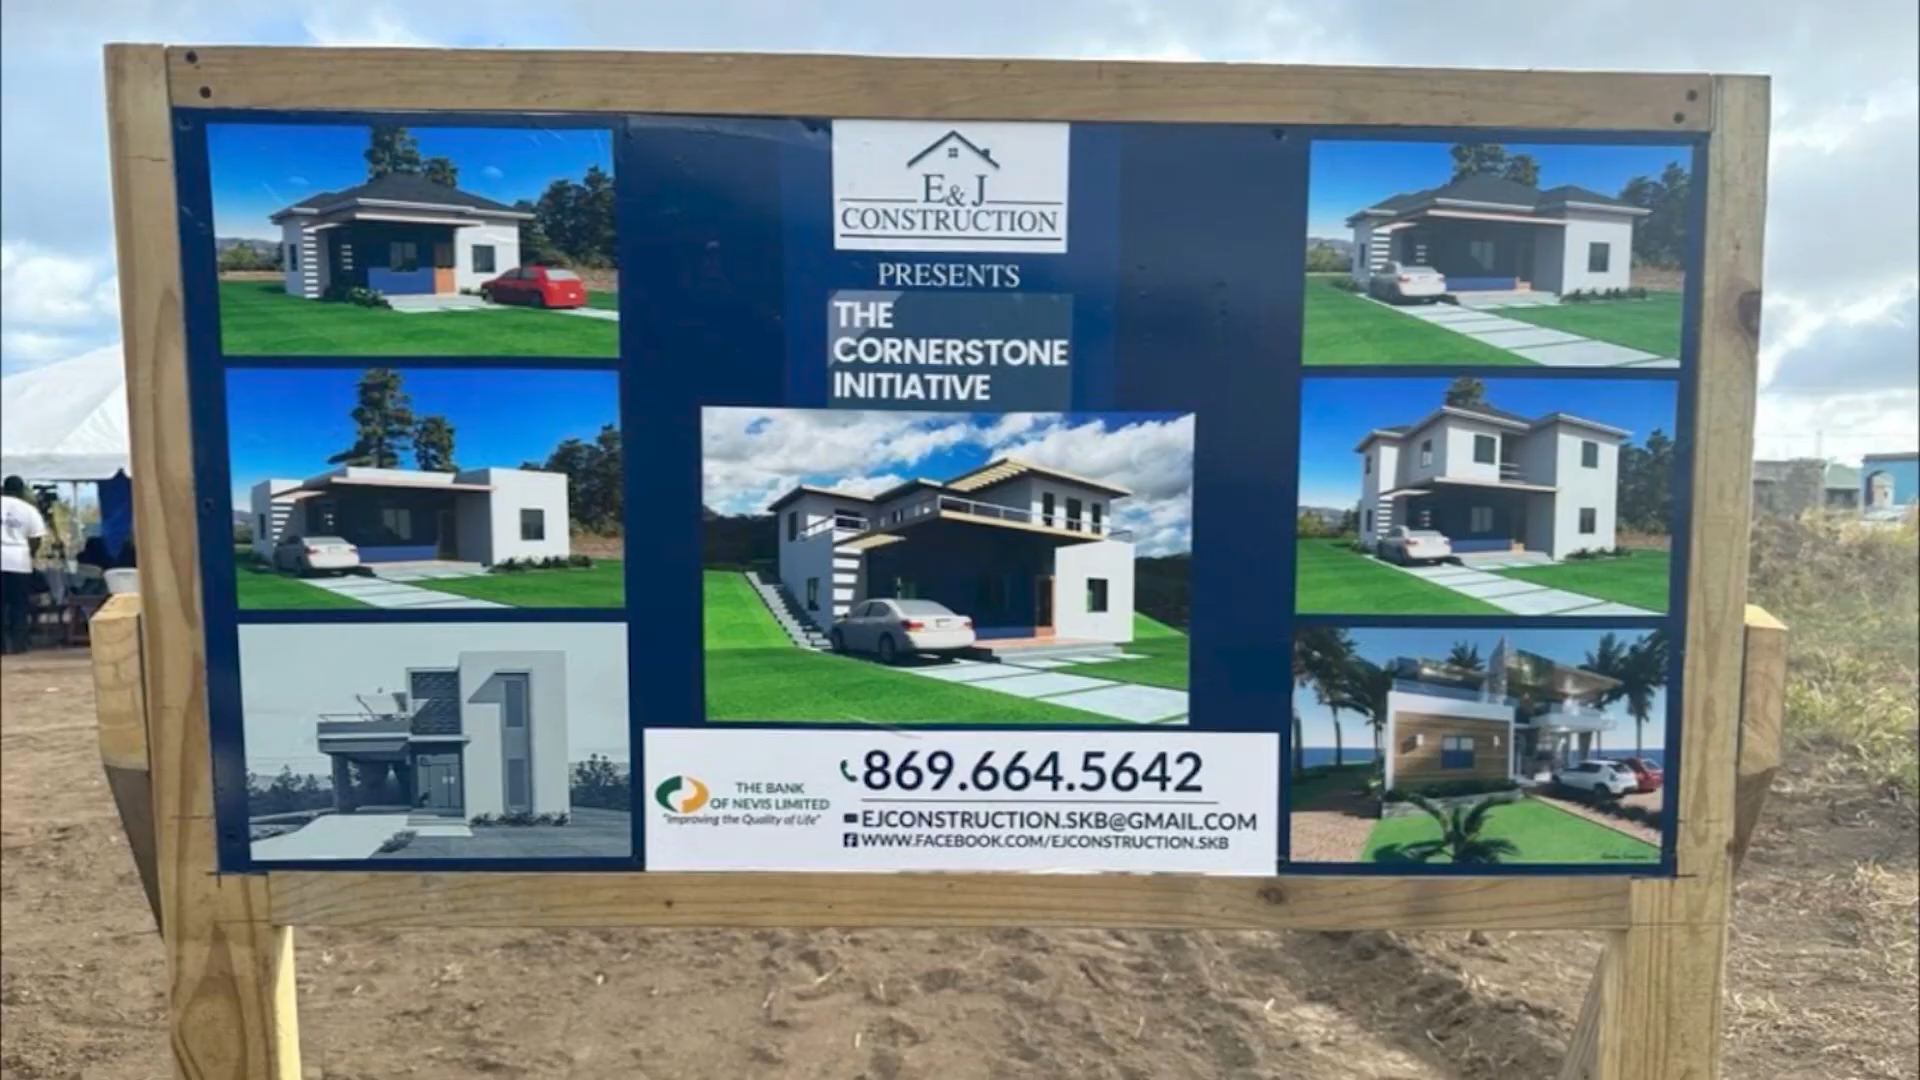 E&J
CONSTRUCTION
PRESENTS
THE
CORNERSTONE
INITIATIVE
THE BANK
OF NEVIS LIMITED
"Improving the Quality of Life"
869.664.5642
EJCONSTRUCTION.SKB@GMAIL.COM
WWW.FACEBOOK.COM/EJCONSTRUCTION.SKB